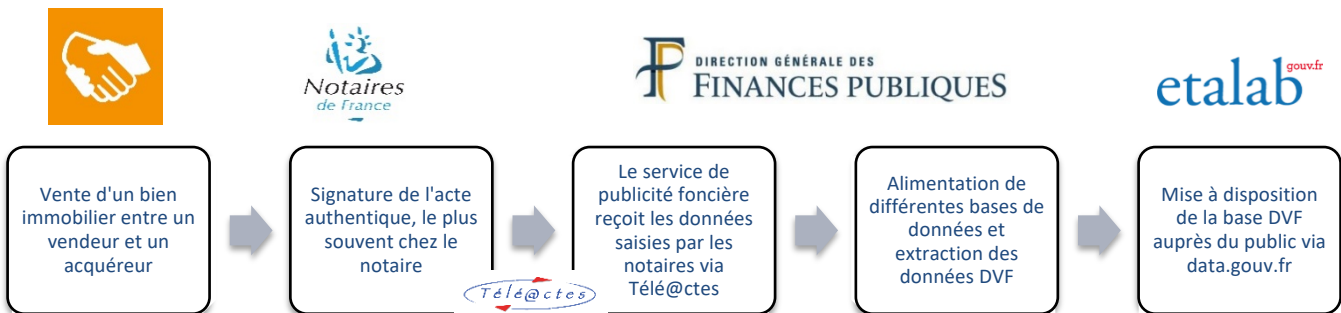 Notaires
de France
DIRECTION GÉNÉRALE DES
FINANCES PUBLIQUES
etalab
gouv.fr
Vente d'un bien
immobilier entre un
vendeur et un
acquéreur
Signature de l'acte
authentique, le plus
souvent chez le
notaire
Télé@ctes
Le service de
publicité foncière
reçoit les données
saisies par les
notaires via
Télé@ctes
Alimentation de
différentes bases de
données et
extraction des
données DVF
Mise à disposition
de la base DVF
auprès du public via
data.gouv.fr